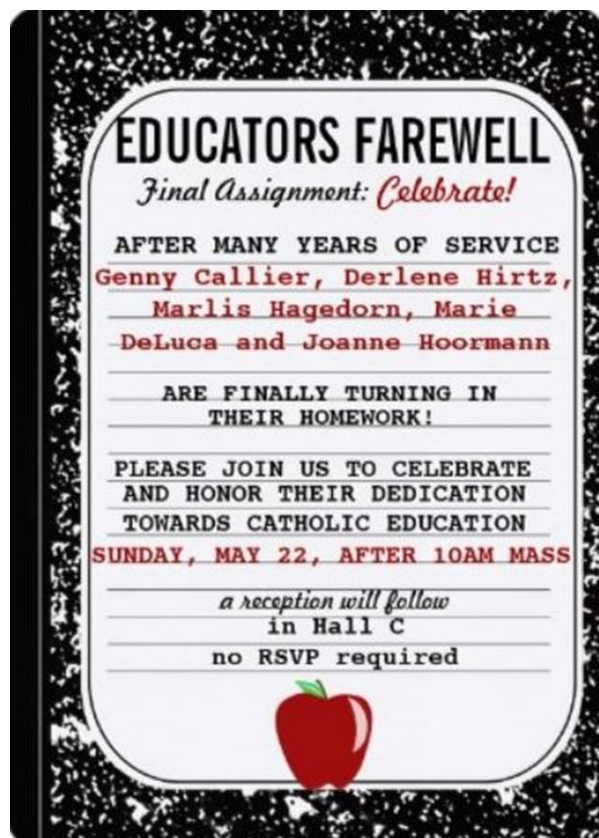 EDUCATORS FAREWELL
Final Assignment: Celebrate!
AFTER MANY YEARS OF SERVICE
Genny Callier, Derlene Hirtz,
Marlis Hagedorn, Marie
DeLuca and Joanne Hoormann
ARE FINALLY TURNING IN
THEIR HOMEWORK!
PLEASE JOIN US TO CELEBRATE
AND HONOR THEIR DEDICATION
TOWARDS CATHOLIC EDUCATION
SUNDAY, MAY 22, AFTER 10AM MASS
a reception will follow
in Hall C
no RSVP required